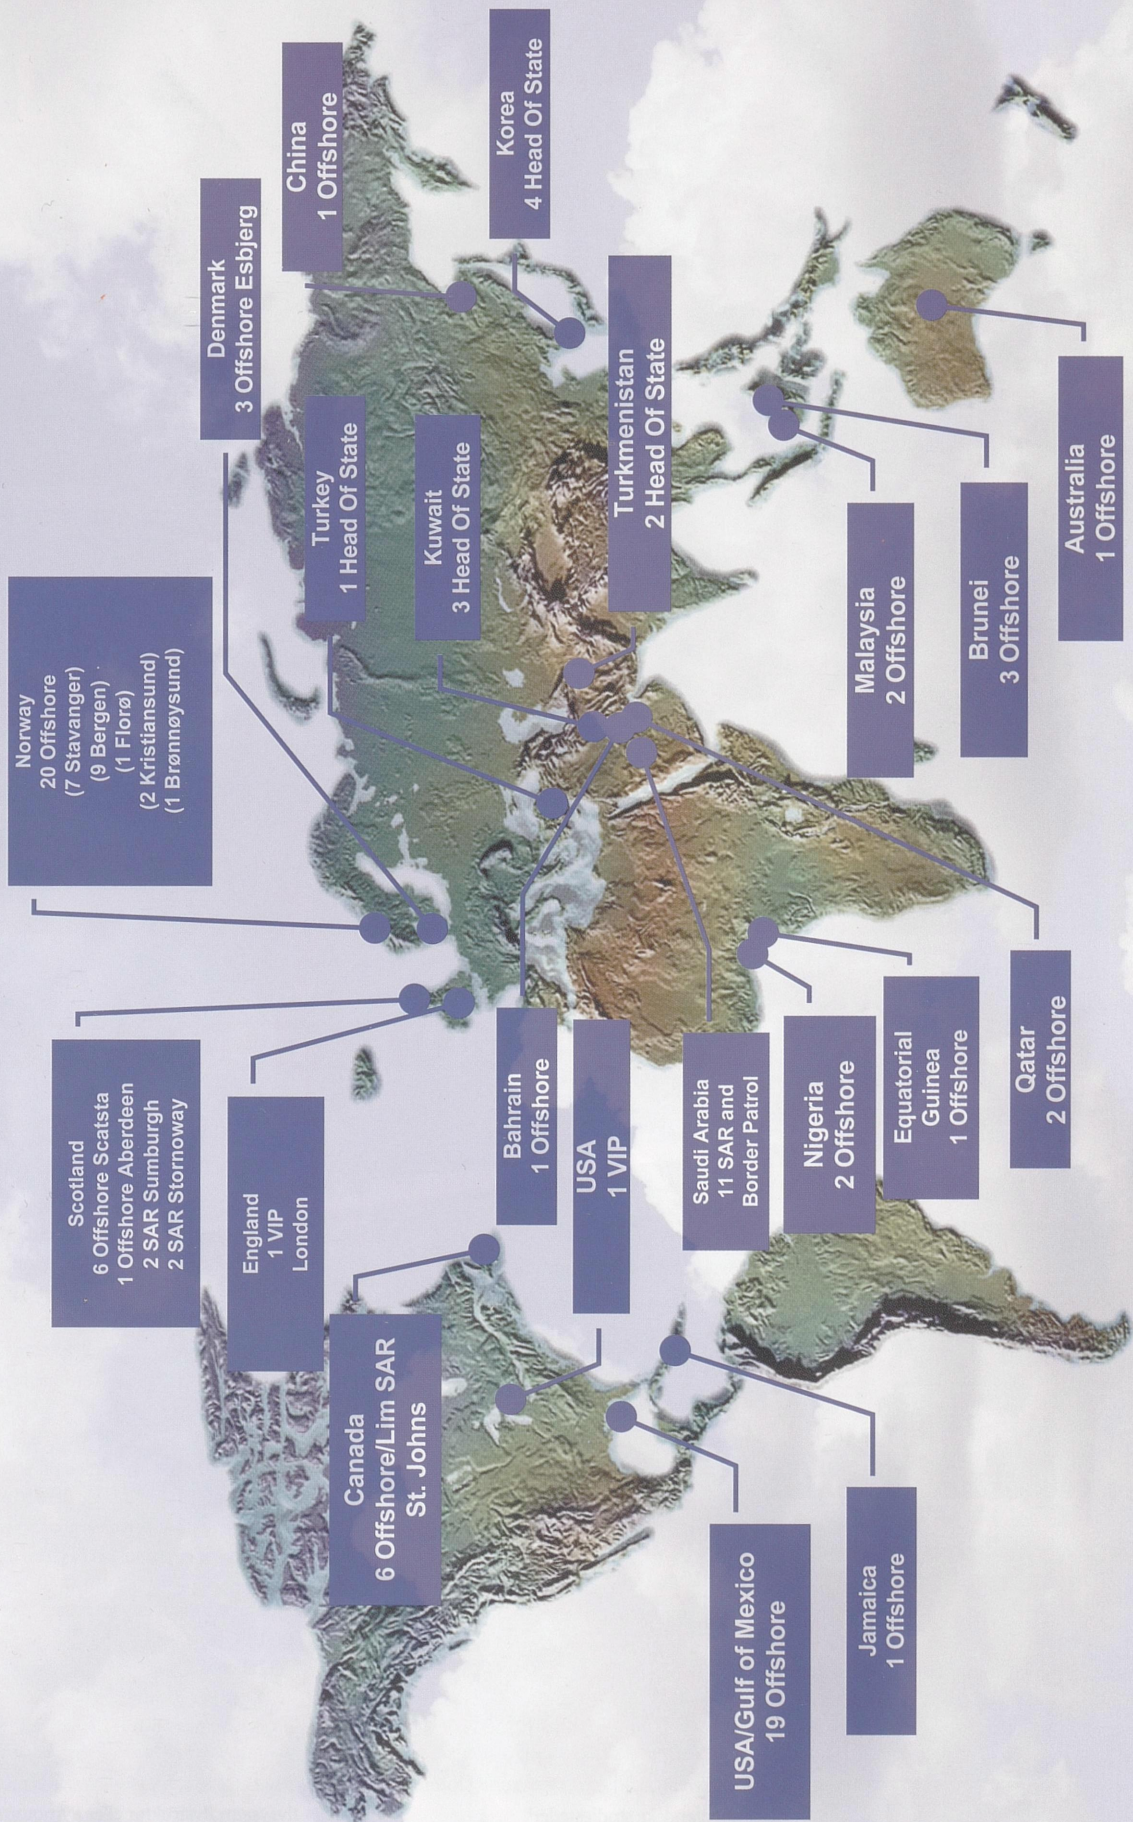 Norway
20 Offshore
(7 Stavanger)
(9 Bergen)
(1 Florø)
(2 Kristiansund)
(1 Brønnøysund)
Scotland
6 Offshore Scatsta
1 Offshore Aberdeen
2 SAR Sumburgh
2 SAR Stornoway
England
1 VIP
London
Denmark
3 Offshore Esbjerg
China
1 Offshore
Turkey
1 Head Of State
Canada
6 Offshore/Lim SAR
St. Johns
Kuwait
3 Head Of State
Korea
4 Head Of State
Bahrain
1 Offshore
USA
1 VIP
Turkmenistan
2 Head Of State
Saudi Arabia
11 SAR and
Border Patrol
USA/Gulf of Mexico
19 Offshore
Nigeria
2 Offshore
Malaysia
2 Offshore
Jamaica
1 Offshore
Equatorial
Guinea
1 Offshore
Brunei
3 Offshore
Qatar
2 Offshore
Australia
1 Offshore